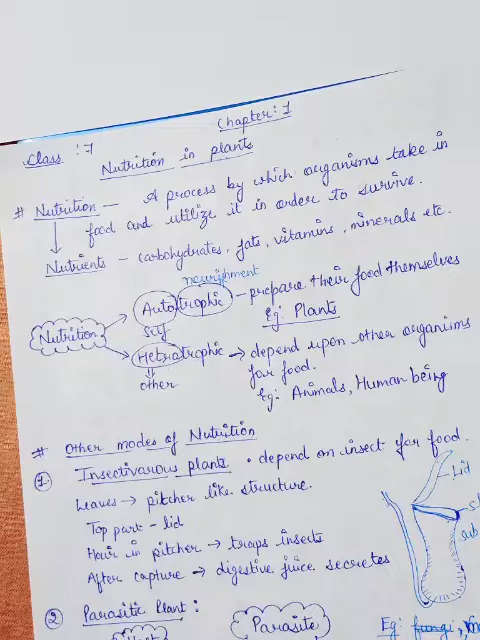 Chapter: 1
Class : 7
Nutrition in plants
# Nutrition — A process by which organisms take in
food and utilize it in order to survive.
Nutrients - carbohydrates, fats, vitamins, minerals etc.
nourishment
Autotrophic - prepare their food themselves
Self
Eg: Plants
Nutrition
Hetrotrophic → depend upon other organisms
for food.
other
Eg: Animals, Human being
# Other modes of Nutrition
1. Insectivarous plants • depend on insect for food.
Leaves → pitcher like structure.
Lid
Top part - lid
Hair in pitcher → traps insects
After capture → digestive juice secretes
2 Parasitic Plant:
Parasite
Eg: fungi,